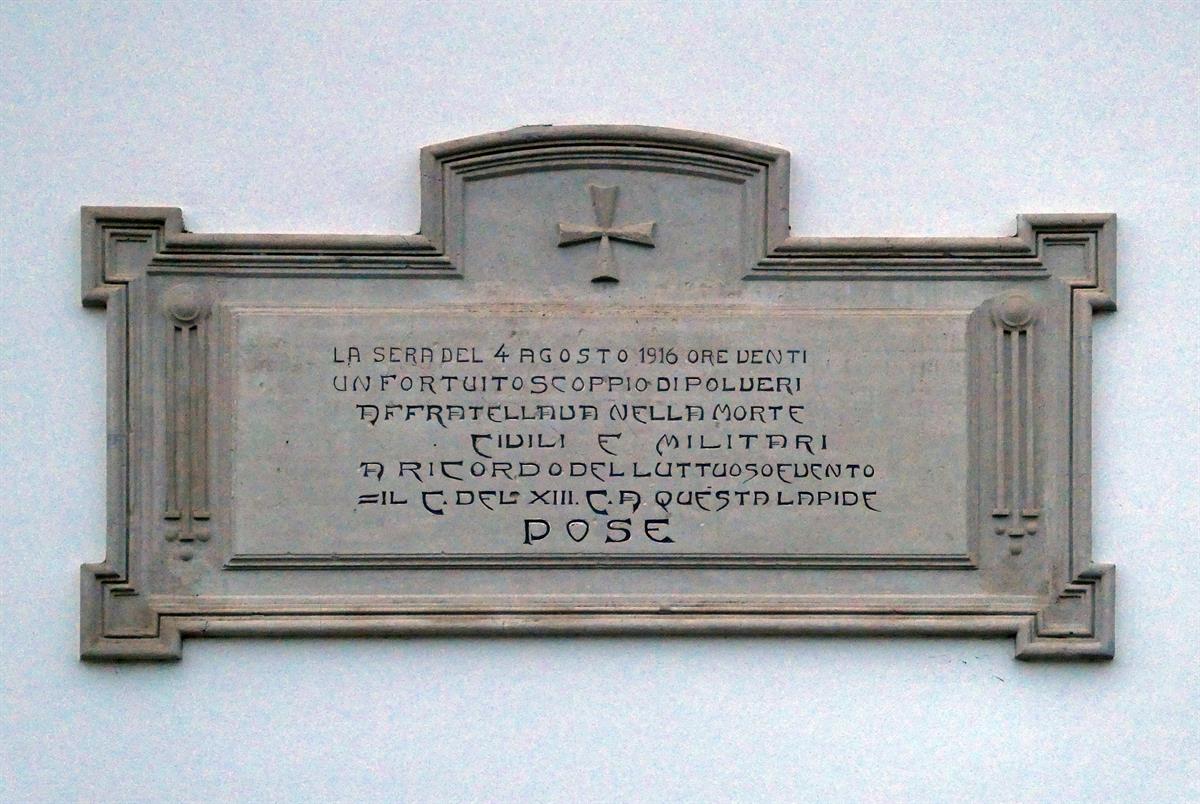 LA SERA DEL 4 AGOSTO 1916 ORE VENTI
UN FORTUITO SCOPPIO DI POLVERI
AFFRATELLAVA NELLA MORTE
CIVILI E MILITARI
A RICORDO DEL LUTTUOSO EVENTO
=IL C. DEL XIII. C. A. QUESTA LAPIDE
POSE